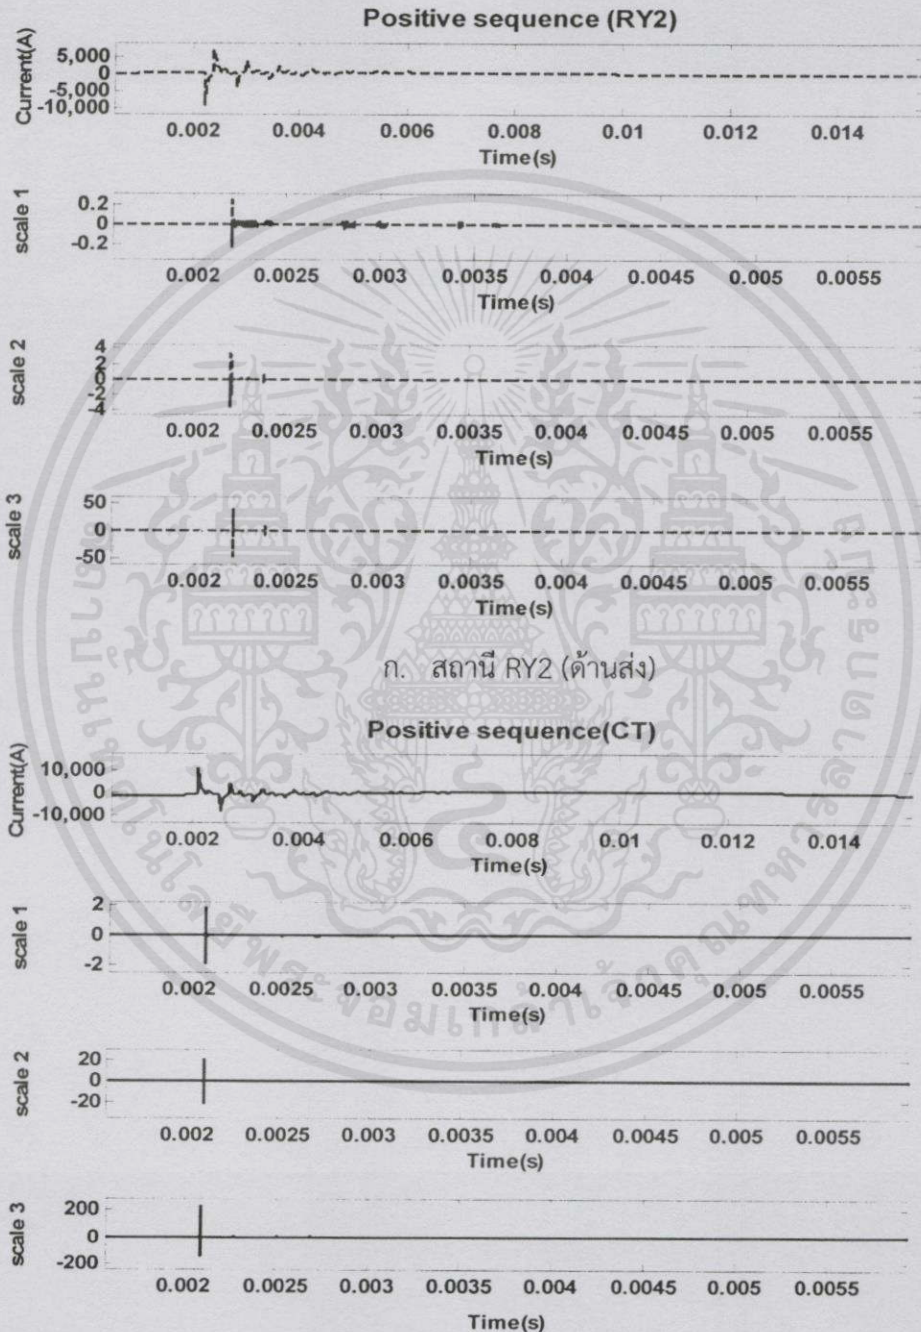 Positive sequence (RY2)
Current(A)
5,000
0
-5,000
-10,000
0.002 0.004 0.006 0.008 0.01 0.012 0.014
Time(s)
scale 1
0.2
0
-0.2
0.002 0.0025 0.003 0.0035 0.004 0.0045 0.005 0.0055
Time(s)
scale 2
4
2
0
-2
-4
0.002 0.0025 0.003 0.0035 0.004 0.0045 0.005 0.0055
Time(s)
scale 3
50
0
-50
0.002 0.0025 0.003 0.0035 0.004 0.0045 0.005 0.0055
Time(s)
ก. สถานี RY2 (ด้านส่ง)
Positive sequence(CT)
Current(A)
10,000
0
-10,000
0.002 0.004 0.006 0.008 0.01 0.012 0.014
Time(s)
scale 1
2
0
-2
0.002 0.0025 0.003 0.0035 0.004 0.0045 0.005 0.0055
Time(s)
scale 2
20
0
-20
0.002 0.0025 0.003 0.0035 0.004 0.0045 0.005 0.0055
Time(s)
scale 3
200
0
-200
0.002 0.0025 0.003 0.0035 0.004 0.0045 0.005 0.0055
Time(s)